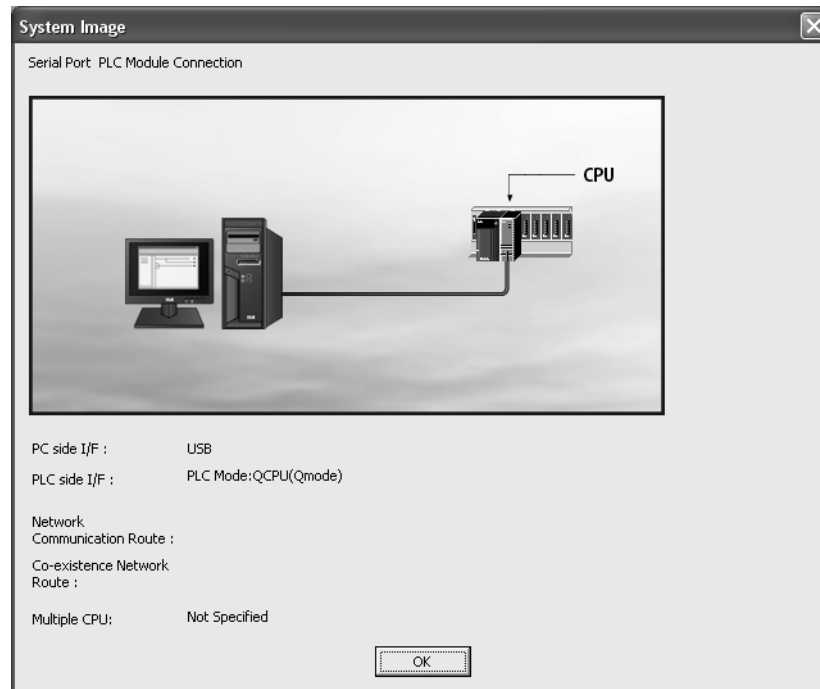 System Image
Serial Port PLC Module Connection
CPU
PC side I/F : USB
PLC side I/F : PLC Mode:QCPU(Qmode)
Network
Communication Route :
Co-existence Network
Route :
Multiple CPU: Not Specified
OK